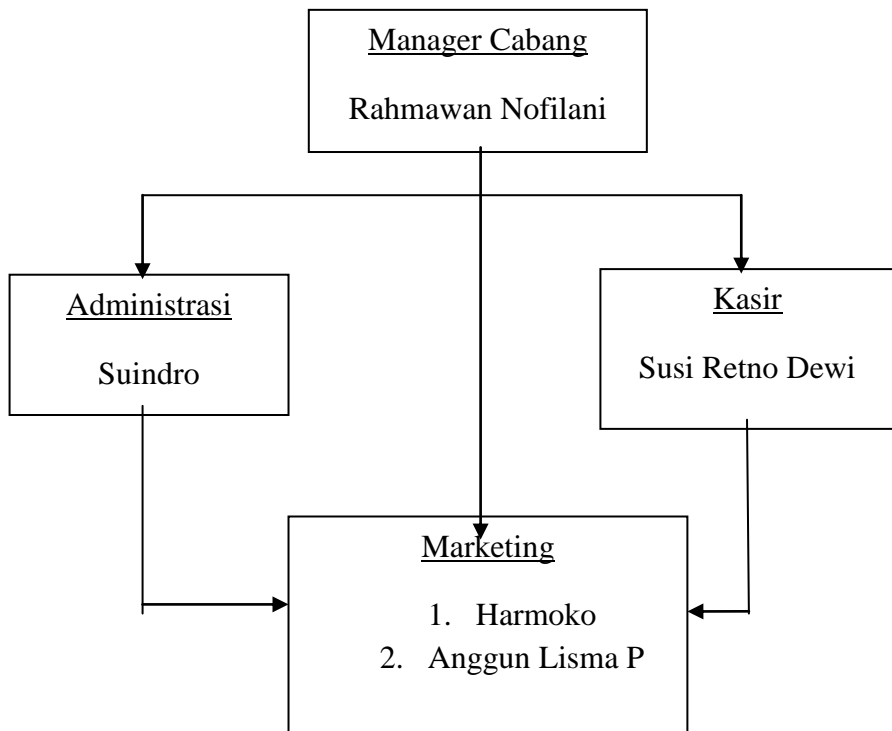 Manager Cabang
Rahmawan Nofilani
Administrasi
Suindro
Kasir
Susi Retno Dewi
Marketing
1. Harmoko
2. Anggun Lisma P